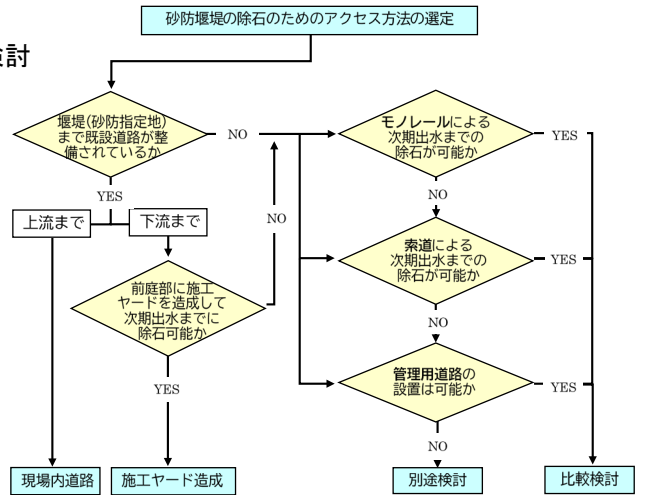 砂防堰堤の除石のためのアクセス方法の選定
検討
堰堤(砂防指定地)
まで既設道路が整
備されているか
NO
モノレールによる
次期出水までの
除石が可能か
YES
YES
NO
上流まで
下流まで
NO
索道による
次期出水までの
除石が可能か
YES
前庭部に施工
ヤードを造成して
次期出水までに
除石可能か
NO
管理用道路の
設置は可能か
YES
YES
NO
現場内道路
施工ヤード造成
別途検討
比較検討